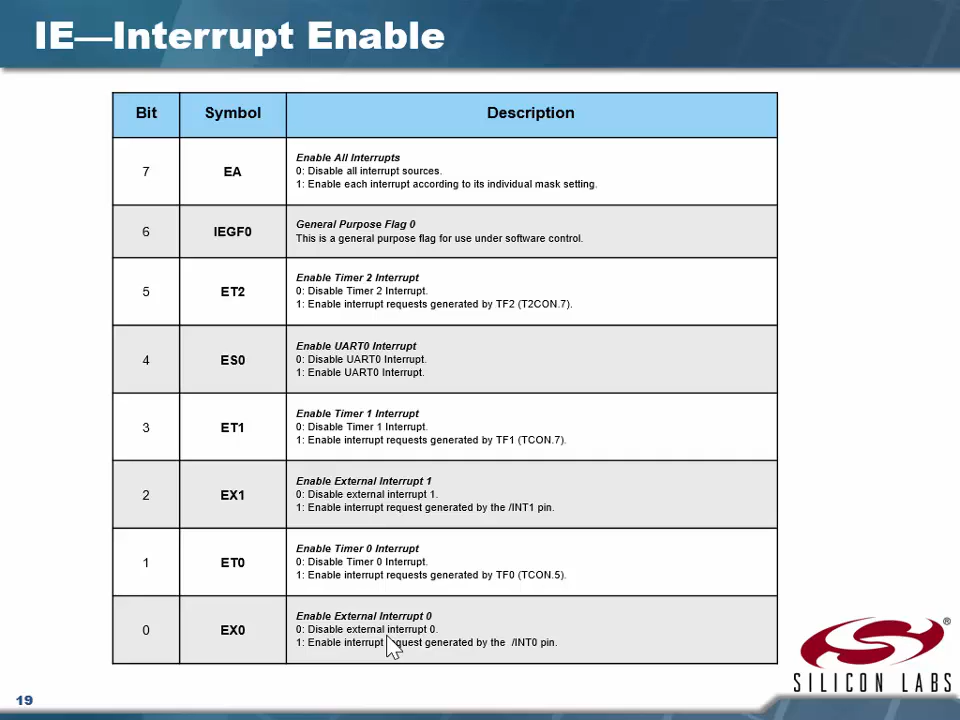 IE—Interrupt Enable
Bit Symbol Description
7 EA
Enable All Interrupts
0: Disable all interrupt sources.
1: Enable each interrupt according to its individual mask setting.
6 IEGF0
General Purpose Flag 0
This is a general purpose flag for use under software control.
5 ET2
Enable Timer 2 Interrupt
0: Disable Timer 2 Interrupt.
1: Enable interrupt requests generated by TF2 (T2CON.7).
4 ES0
Enable UART0 Interrupt
0: Disable UART0 Interrupt.
1: Enable UART0 Interrupt.
3 ET1
Enable Timer 1 Interrupt
0: Disable Timer 1 Interrupt.
1: Enable interrupt requests generated by TF1 (TCON.7).
2 EX1
Enable External Interrupt 1
0: Disable external interrupt 1.
1: Enable interrupt request generated by the /INT1 pin.
1 ET0
Enable Timer 0 Interrupt
0: Disable Timer 0 Interrupt.
1: Enable interrupt requests generated by TF0 (TCON.5).
0 EX0
Enable External Interrupt 0
0: Disable external interrupt 0.
1: Enable interrupt request generated by the /INT0 pin.
®
SILICON LABS
19